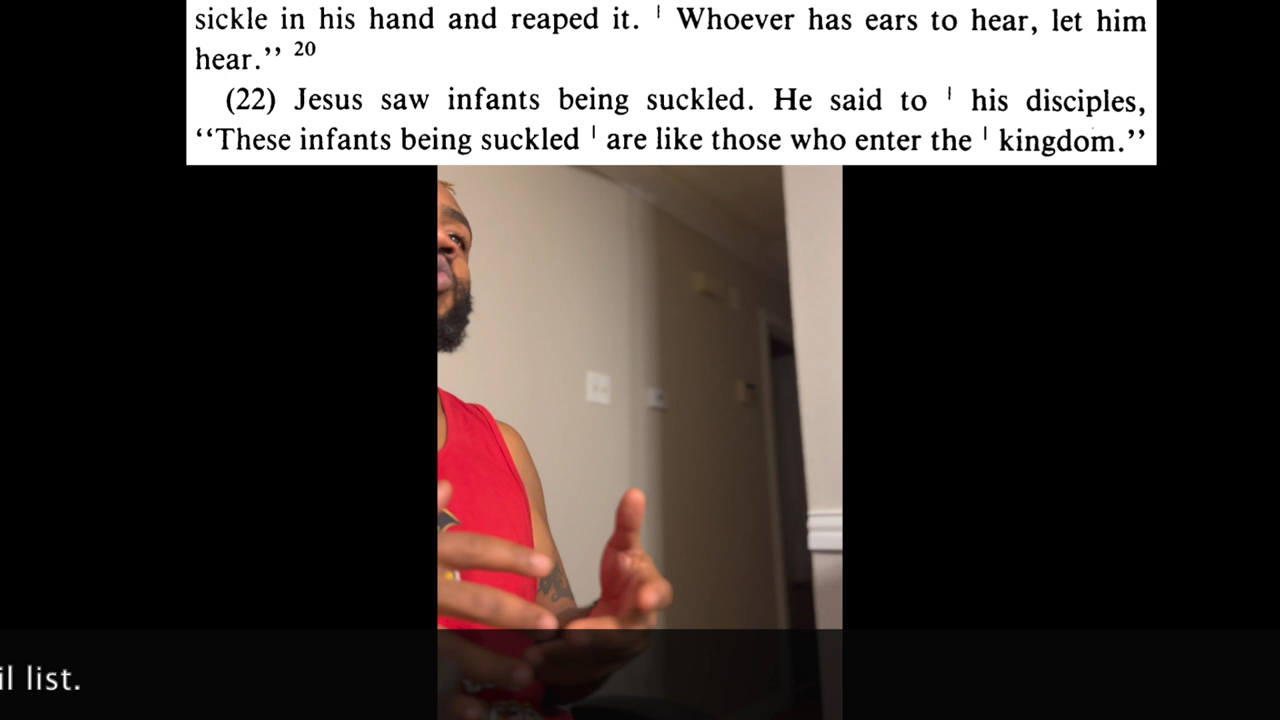 sickle in his hand and reaped it. ˈ Whoever has ears to hear, let him
hear.” 20
(22) Jesus saw infants being suckled. He said to ˈ his disciples,
“These infants being suckled ˈ are like those who enter the ˈ kingdom.”
il list.